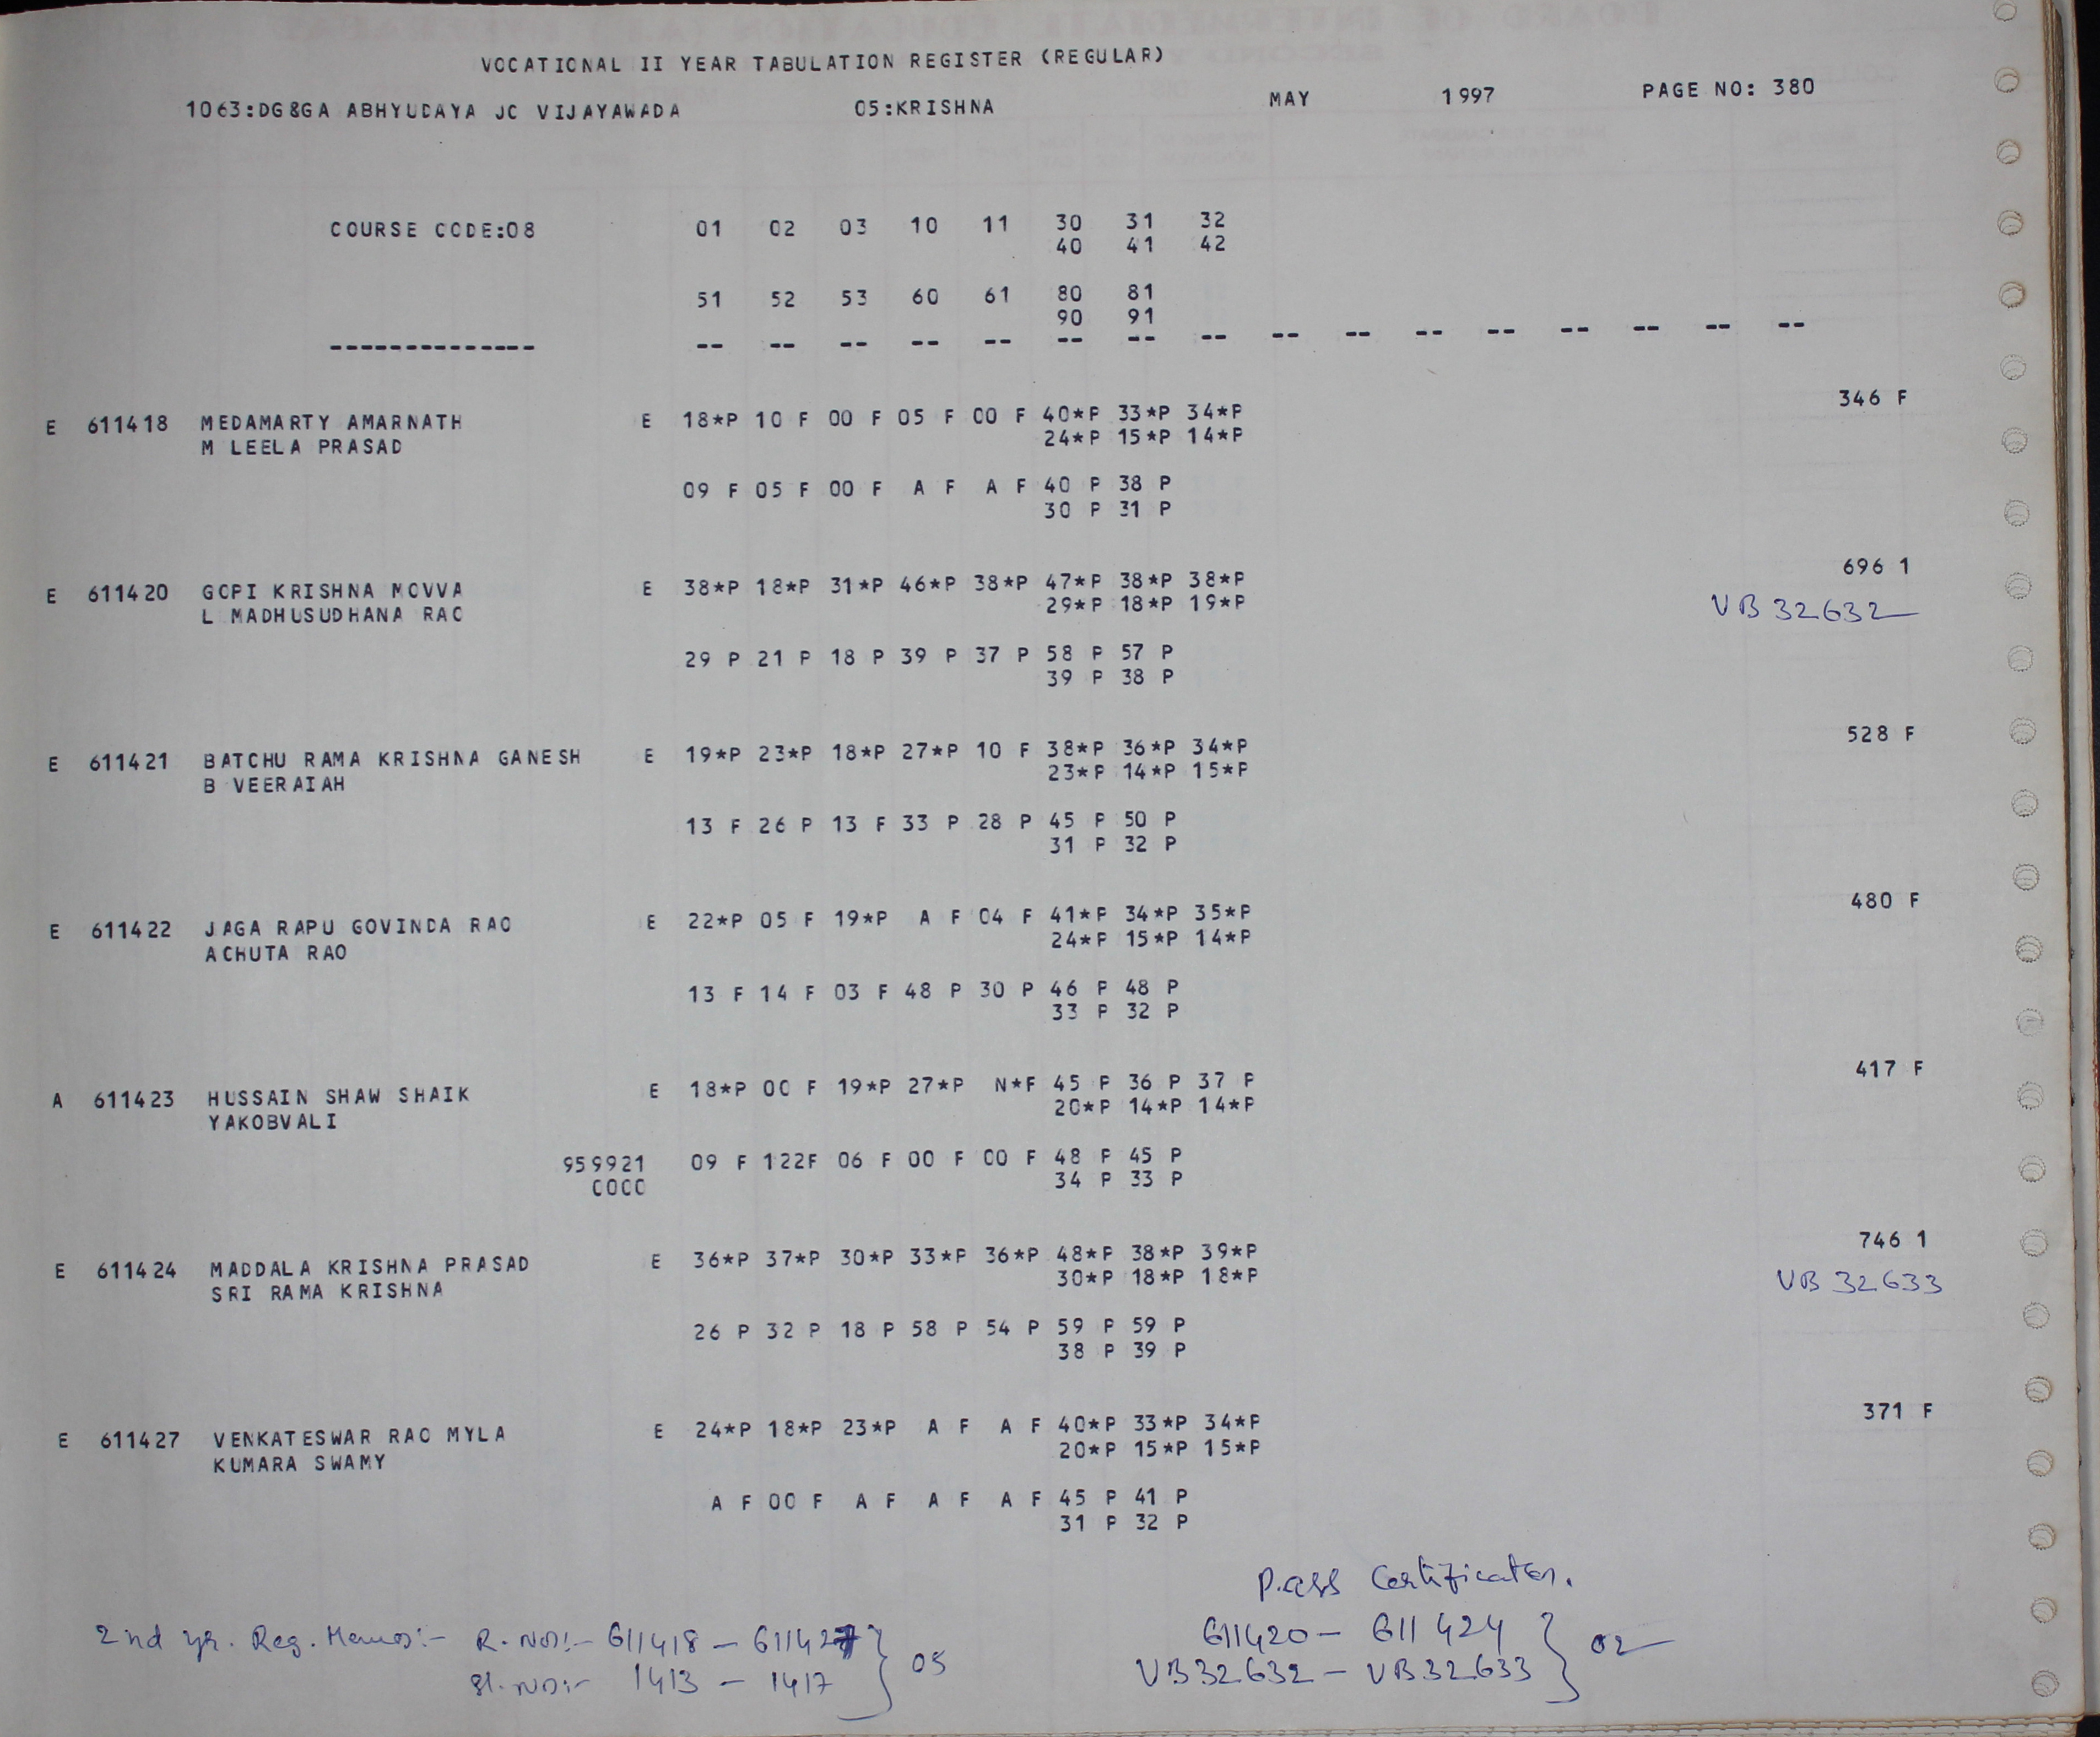 VOCATIONAL II YEAR TABULATION REGISTER (REGULAR)
1063:DG&GA ABHYUDAYA JC VIJAYAWADA 05:KRISHNA MAY 1997 PAGE NO: 380
COURSE CODE:08 01 02 03 10 11 30 31 32
40 41 42
51 52 53 60 61 80 81
90 91
-------------- -- -- -- -- -- -- -- -- -- -- -- -- -- -- -- --
346 F
E 611418 MEDAMARTY AMARNATH E 18*P 10 F 00 F 05 F 00 F 40*P 33*P 34*P
M LEELA PRASAD 24*P 15*P 14*P
09 F 05 F 00 F A F A F 40 P 38 P
30 P 31 P
696 1
E 611420 GOPI KRISHNA MOVVA E 38*P 18*P 31*P 46*P 38*P 47*P 38*P 38*P
L MADHUSUDHANA RAO 29*P 18*P 19*P VB 32632
29 P 21 P 18 P 39 P 37 P 58 P 57 P
39 P 38 P
528 F
E 611421 BATCHU RAMA KRISHNA GANESH E 19*P 23*P 18*P 27*P 10 F 38*P 36*P 34*P
B VEERAIAH 23*P 14*P 15*P
13 F 26 P 13 F 33 P 28 P 45 P 50 P
31 P 32 P
480 F
E 611422 JAGA RAPU GOVINDA RAO E 22*P 05 F 19*P A F 04 F 41*P 34*P 35*P
ACHUTA RAO 24*P 15*P 14*P
13 F 14 F 03 F 48 P 30 P 46 P 48 P
33 P 32 P
417 F
A 611423 HUSSAIN SHAW SHAIK E 18*P 00 F 19*P 27*P N*F 45 P 36 P 37 P
YAKOBVALI 20*P 14*P 14*P
959921 09 F 122F 06 F 00 F 00 F 48 P 45 P
0000 34 P 33 P
746 1
E 611424 MADDALA KRISHNA PRASAD E 36*P 37*P 30*P 33*P 36*P 48*P 38*P 39*P
SRI RAMA KRISHNA 30*P 18*P 18*P VB 32633
26 P 32 P 18 P 58 P 54 P 59 P 59 P
38 P 39 P
371 F
E 611427 VENKATESWAR RAO MYLA E 24*P 18*P 23*P A F A F 40*P 33*P 34*P
KUMARA SWAMY 20*P 15*P 15*P
A F 00 F A F A F A F 45 P 41 P
31 P 32 P
Pass Certificates.
2nd yr. Reg. Memos:- R. Nos:- 611418 – 611427 } 05 611420 – 611424 } 02
Sl. Nos:- 1413 – 1417 VB32632 – VB32633